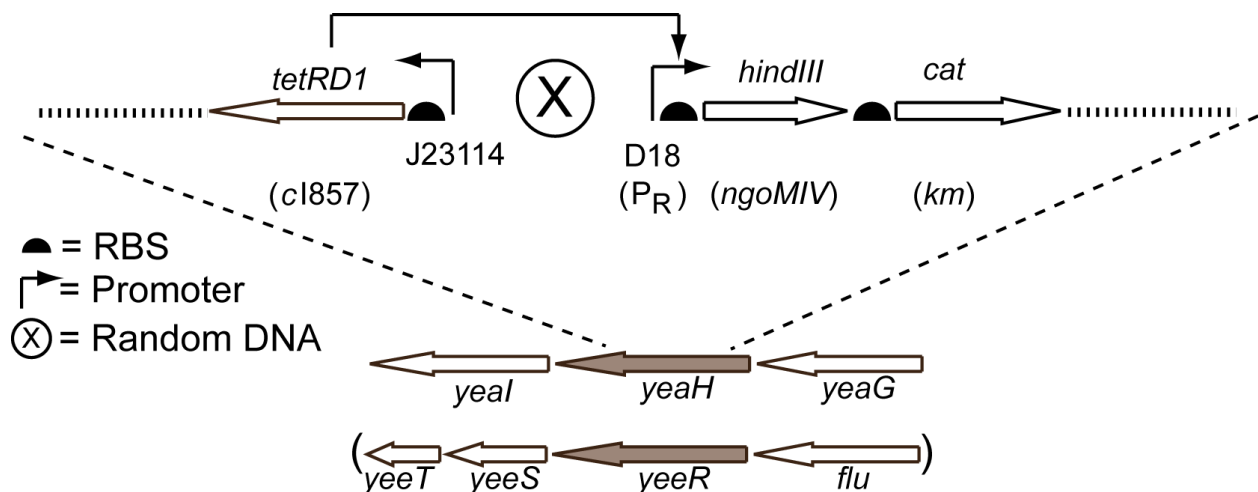 tetRD1 X hindIII cat
J23114 D18
(cI857) (PR) (ngoMIV) (km)
= RBS
= Promoter
X = Random DNA
yeaI yeaH yeaG
(yeeT yeeS yeeR flu)